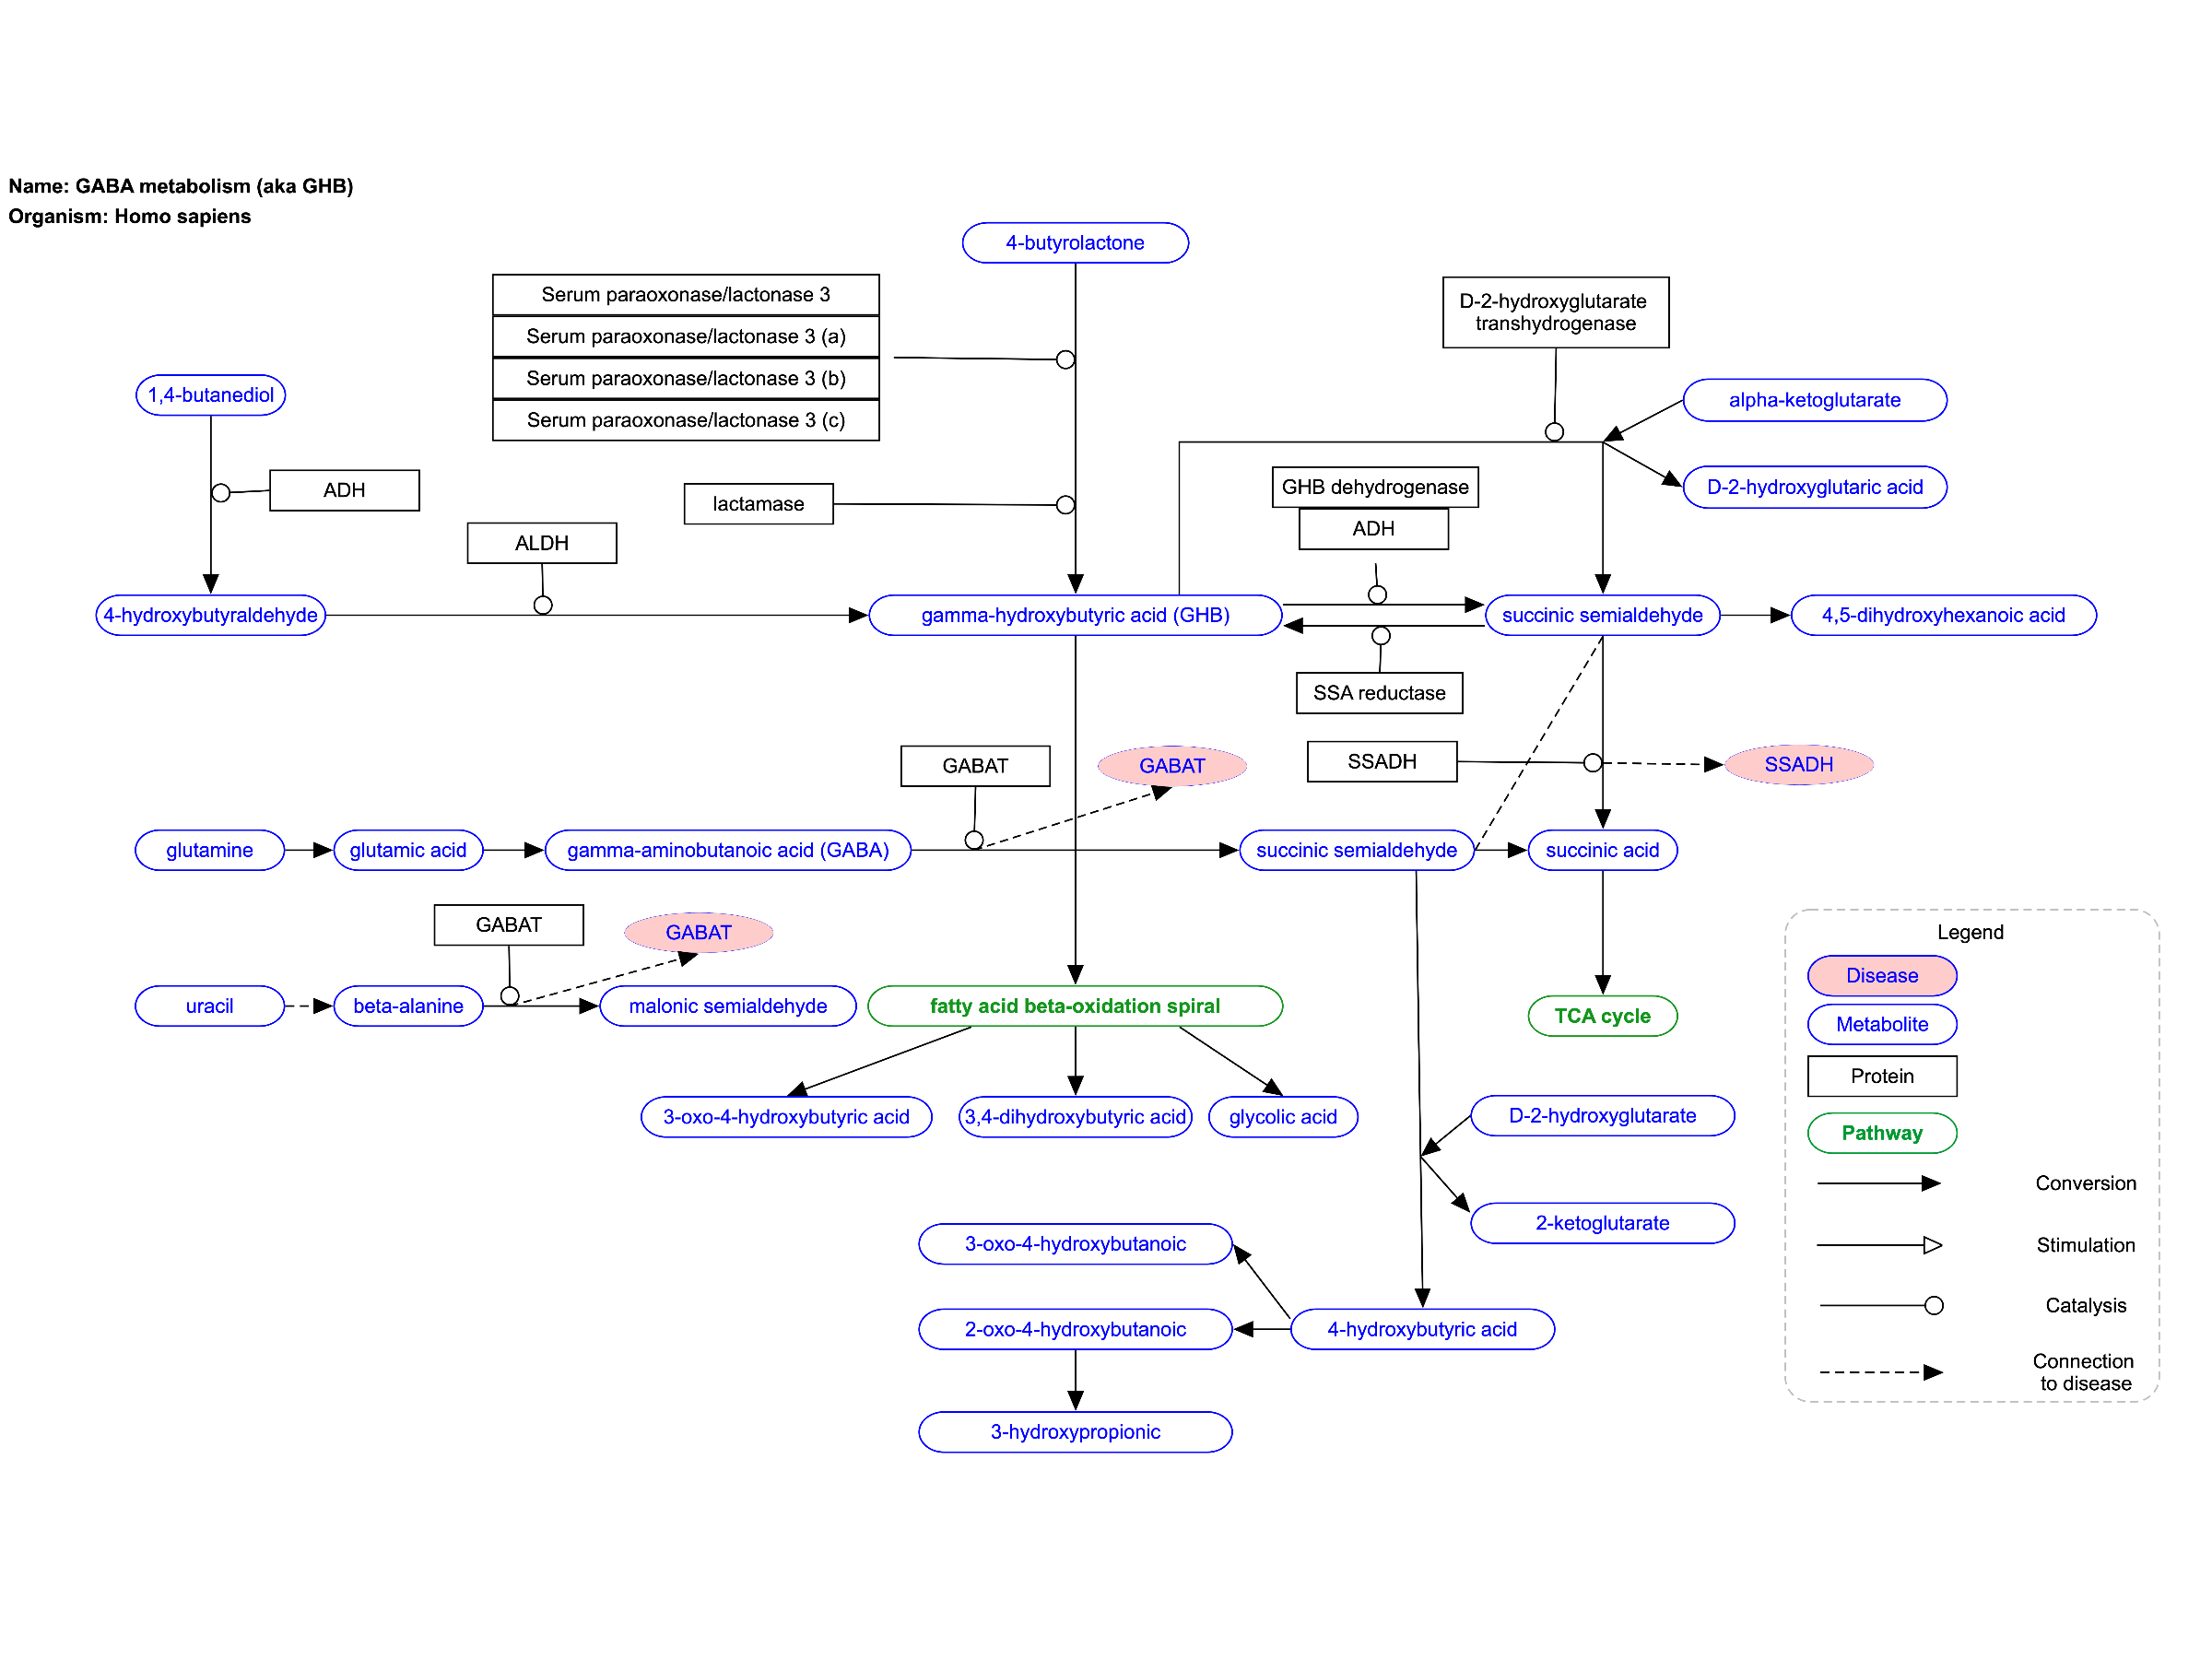 Name: GABA metabolism (aka GHB)
Organism: Homo sapiens
4-butyrolactone
Serum paraoxonase/lactonase 3
Serum paraoxonase/lactonase 3 (a)
Serum paraoxonase/lactonase 3 (b)
Serum paraoxonase/lactonase 3 (c)
D-2-hydroxyglutarate
transhydrogenase
1,4-butanediol
alpha-ketoglutarate
ADH
lactamase
GHB dehydrogenase
D-2-hydroxyglutaric acid
ADH
ALDH
4-hydroxybutyraldehyde
gamma-hydroxybutyric acid (GHB)
succinic semialdehyde
4,5-dihydroxyhexanoic acid
SSA reductase
GABAT
GABAT
SSADH
SSADH
glutamine
glutamic acid
gamma-aminobutanoic acid (GABA)
succinic semialdehyde
succinic acid
GABAT
GABAT
uracil
beta-alanine
malonic semialdehyde
fatty acid beta-oxidation spiral
TCA cycle
3-oxo-4-hydroxybutyric acid
3,4-dihydroxybutyric acid
glycolic acid
D-2-hydroxyglutarate
2-ketoglutarate
3-oxo-4-hydroxybutanoic
2-oxo-4-hydroxybutanoic
4-hydroxybutyric acid
3-hydroxypropionic
Legend
Disease
Metabolite
Protein
Pathway
Conversion
Stimulation
Catalysis
Connection
to disease